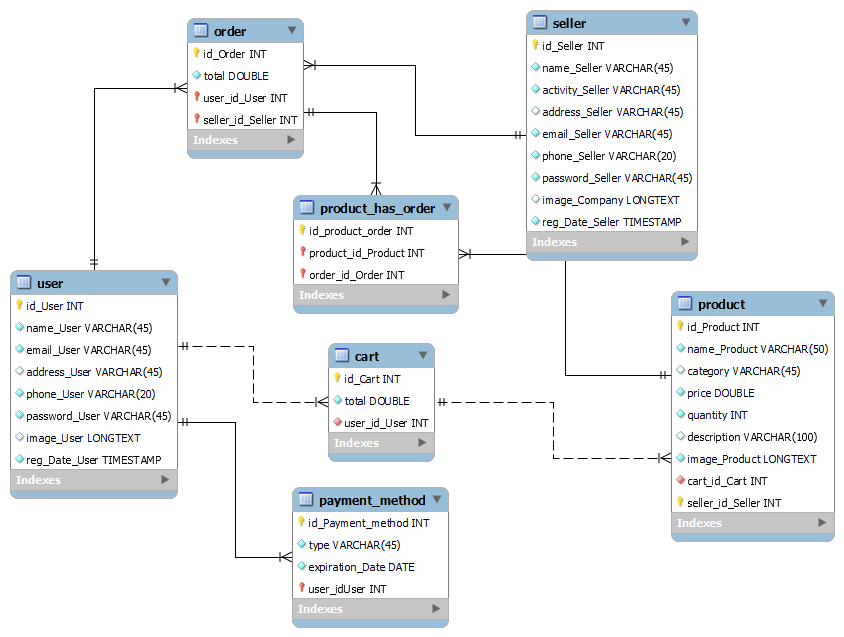 order
id_Order INT
total DOUBLE
user_id_User INT
seller_id_Seller INT
Indexes
seller
id_Seller INT
name_Seller VARCHAR(45)
activity_Seller VARCHAR(45)
address_Seller VARCHAR(45)
email_Seller VARCHAR(45)
phone_Seller VARCHAR(20)
password_Seller VARCHAR(45)
image_Company LONGTEXT
reg_Date_Seller TIMESTAMP
Indexes
product_has_order
id_product_order INT
product_id_Product INT
order_id_Order INT
Indexes
user
id_User INT
name_User VARCHAR(45)
email_User VARCHAR(45)
address_User VARCHAR(45)
phone_User VARCHAR(20)
password_User VARCHAR(45)
image_User LONGTEXT
reg_Date_User TIMESTAMP
Indexes
cart
id_Cart INT
total DOUBLE
user_id_User INT
Indexes
product
id_Product INT
name_Product VARCHAR(50)
category VARCHAR(45)
price DOUBLE
quantity INT
description VARCHAR(100)
image_Product LONGTEXT
cart_id_Cart INT
seller_id_Seller INT
Indexes
payment_method
id_Payment_method INT
type VARCHAR(45)
expiration_Date DATE
user_idUser INT
Indexes